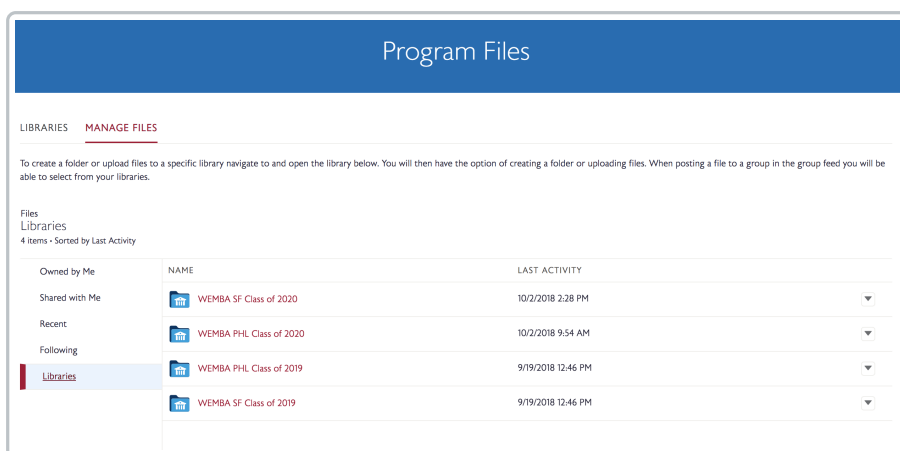 Program Files
LIBRARIES MANAGE FILES
To create a folder or upload files to a specific library navigate to and open the library below. You will then have the option of creating a folder or uploading files. When posting a file to a group in the group feed you will be
able to select from your libraries.
Files
Libraries
4 items • Sorted by Last Activity
Owned by Me
Shared with Me
Recent
Following
Libraries
NAME LAST ACTIVITY
WEMBA SF Class of 2020 10/2/2018 2:28 PM
WEMBA PHL Class of 2020 10/2/2018 9:54 AM
WEMBA PHL Class of 2019 9/19/2018 12:46 PM
WEMBA SF Class of 2019 9/19/2018 12:46 PM